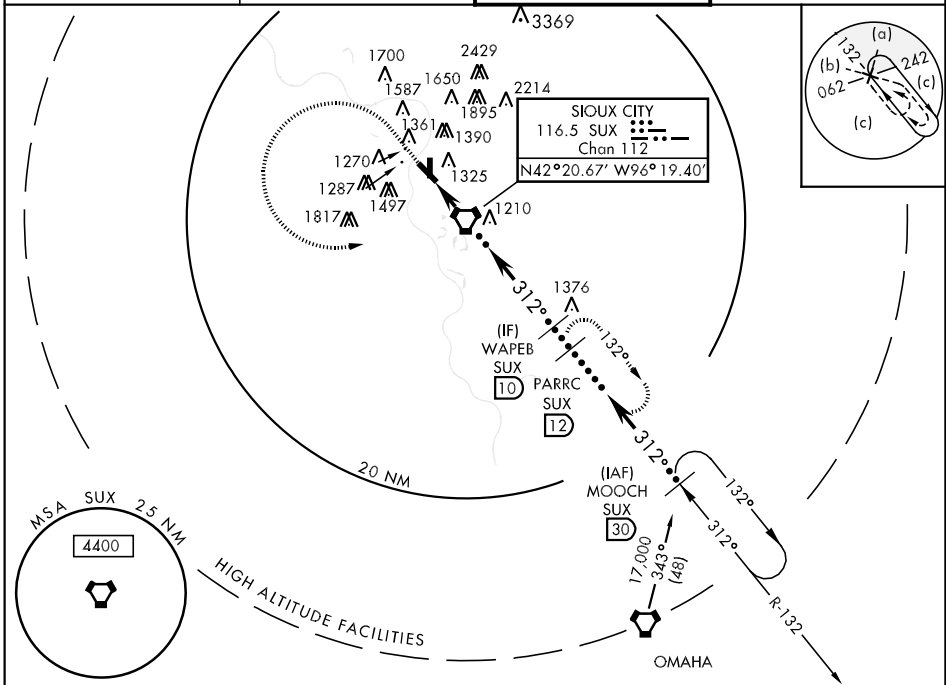 3369
1700
2429
1587
1650
2214
1895
1361
1390
1270
1325
1287
1497
1817
1210
SIOUX CITY
116.5 SUX
Chan 112
N42°20.67' W96°19.40'
(a)
132
242
(b)
062
(c)
(c)
1376
312°
(IF)
WAPEB
SUX
10
132°
PARRC
SUX
12
312°
20 NM
(IAF)
MOOCH
SUX
30
132°
312°
17,000
343°
(48)
R-132
MSA SUX 25 NM
4400
HIGH ALTITUDE FACILITIES
OMAHA